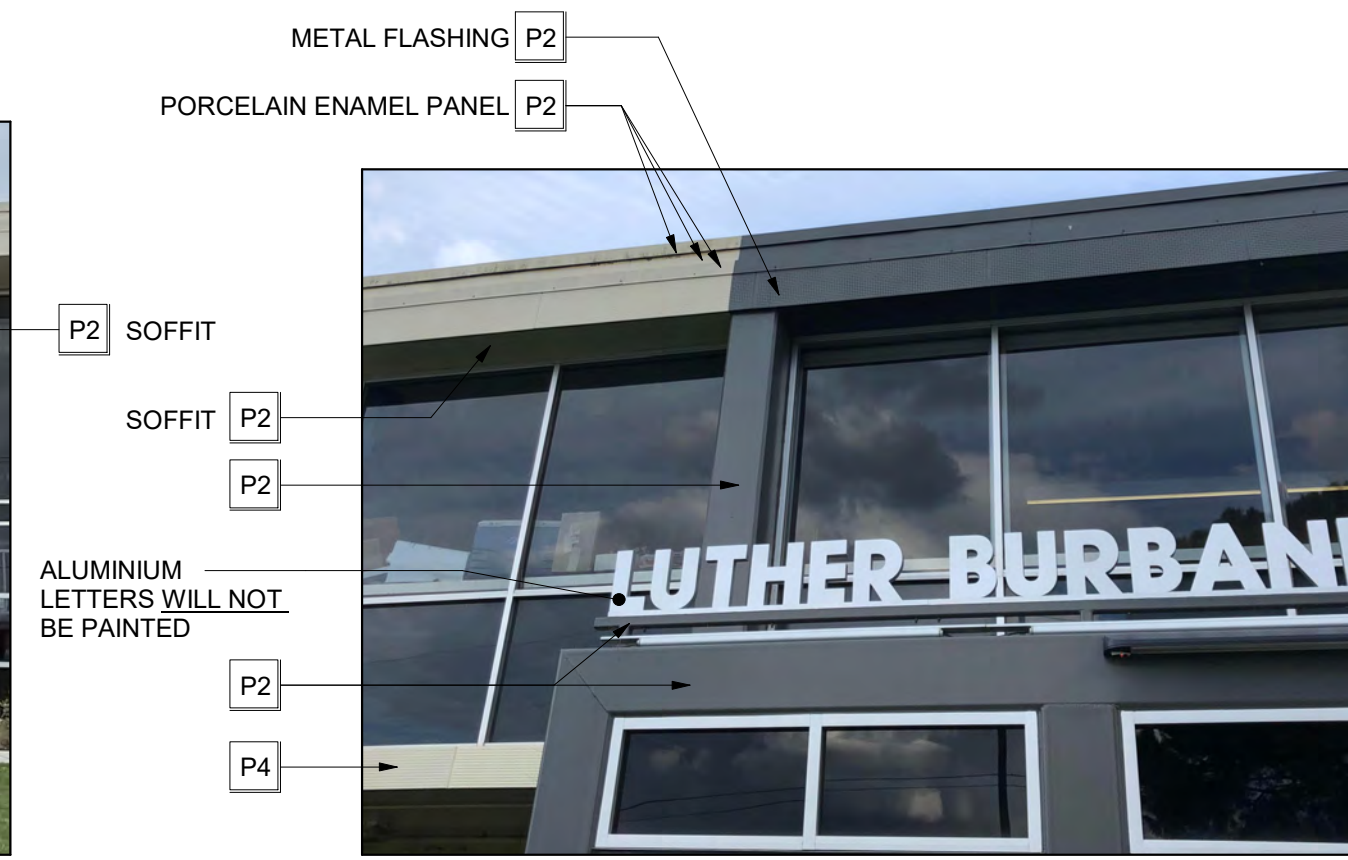 METAL FLASHING P2
PORCELAIN ENAMEL PANEL P2
P2 SOFFIT
SOFFIT P2
P2
ALUMINIUM
LETTERS WILL NOT
BE PAINTED
LUTHER BURBAN
P2
P4